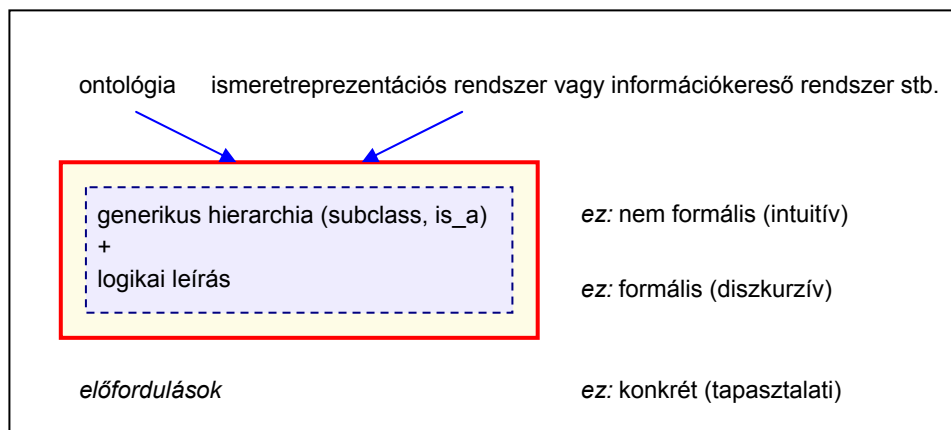 ontológia ismeretreprezentációs rendszer vagy információkereső rendszer stb.
generikus hierarchia (subclass, is_a) ez: nem formális (intuitív)
+
logikai leírás ez: formális (diszkurzív)
előfordulások ez: konkrét (tapasztalati)